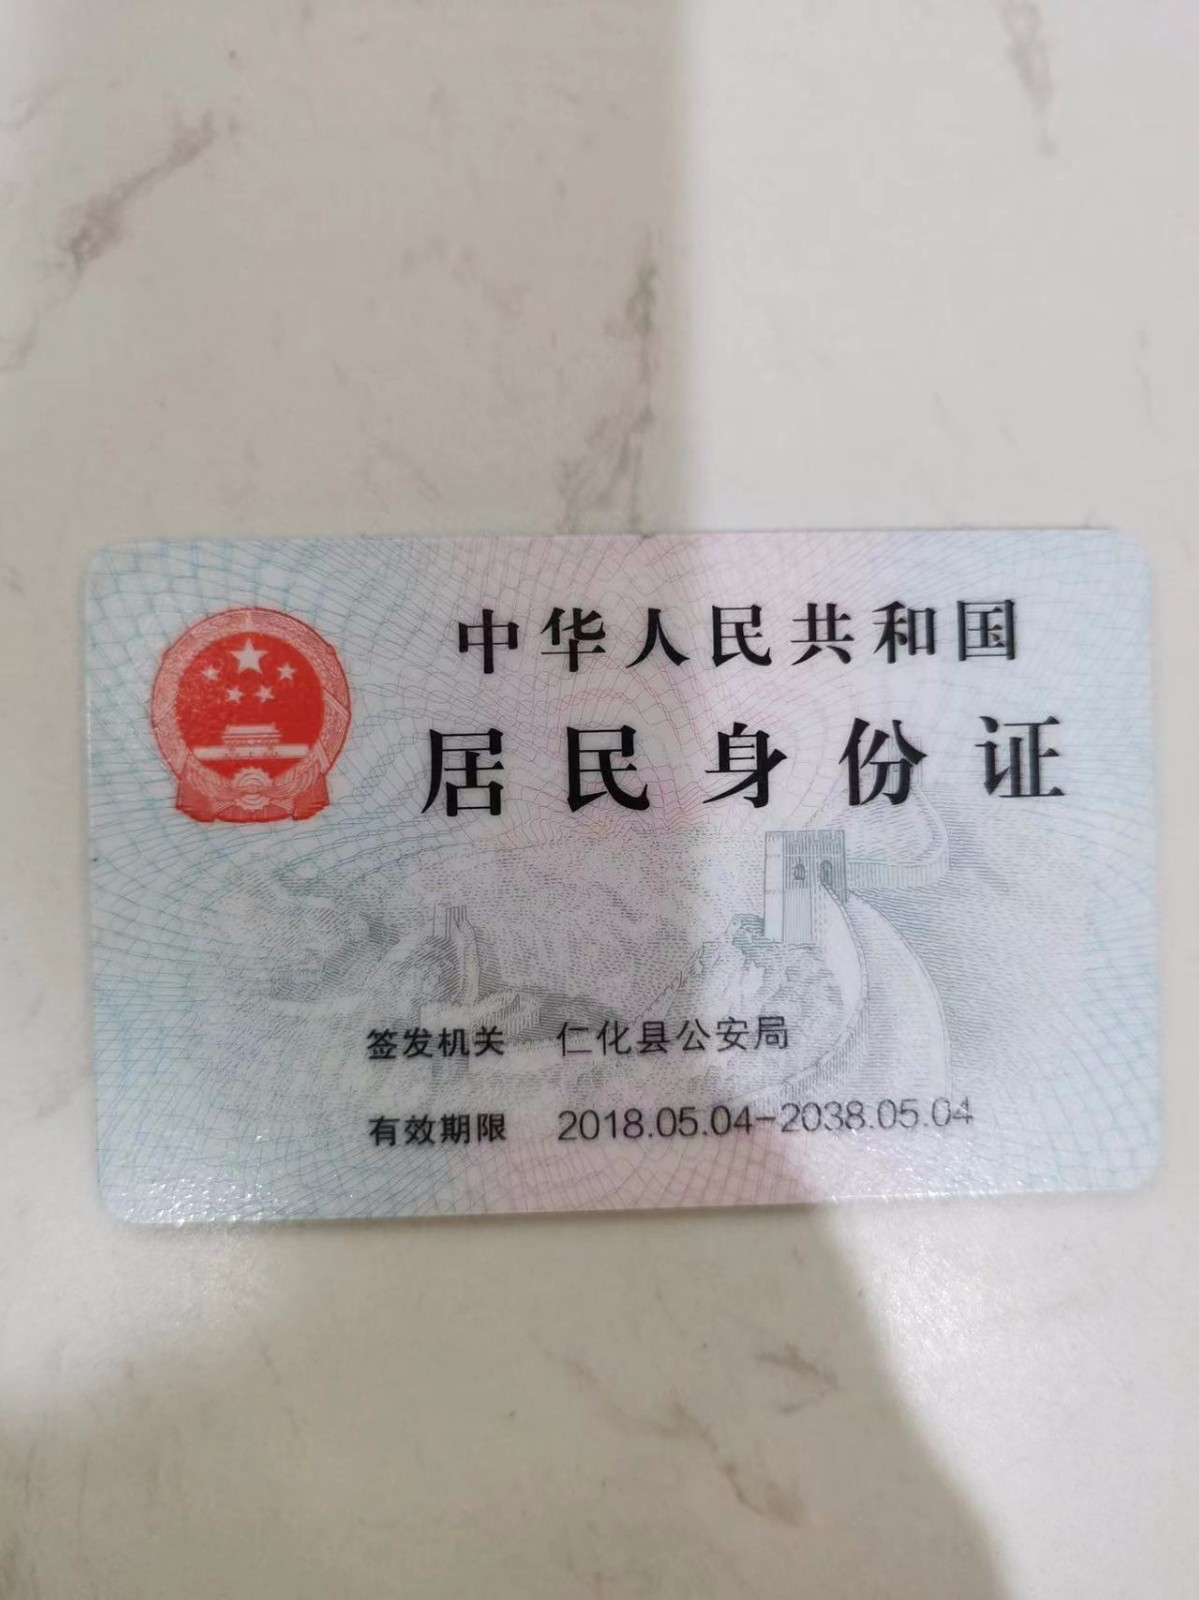 中华人民共和国
居民身份证
签发机关 仁化县公安局
有效期限 2018.05.04-2038.05.04